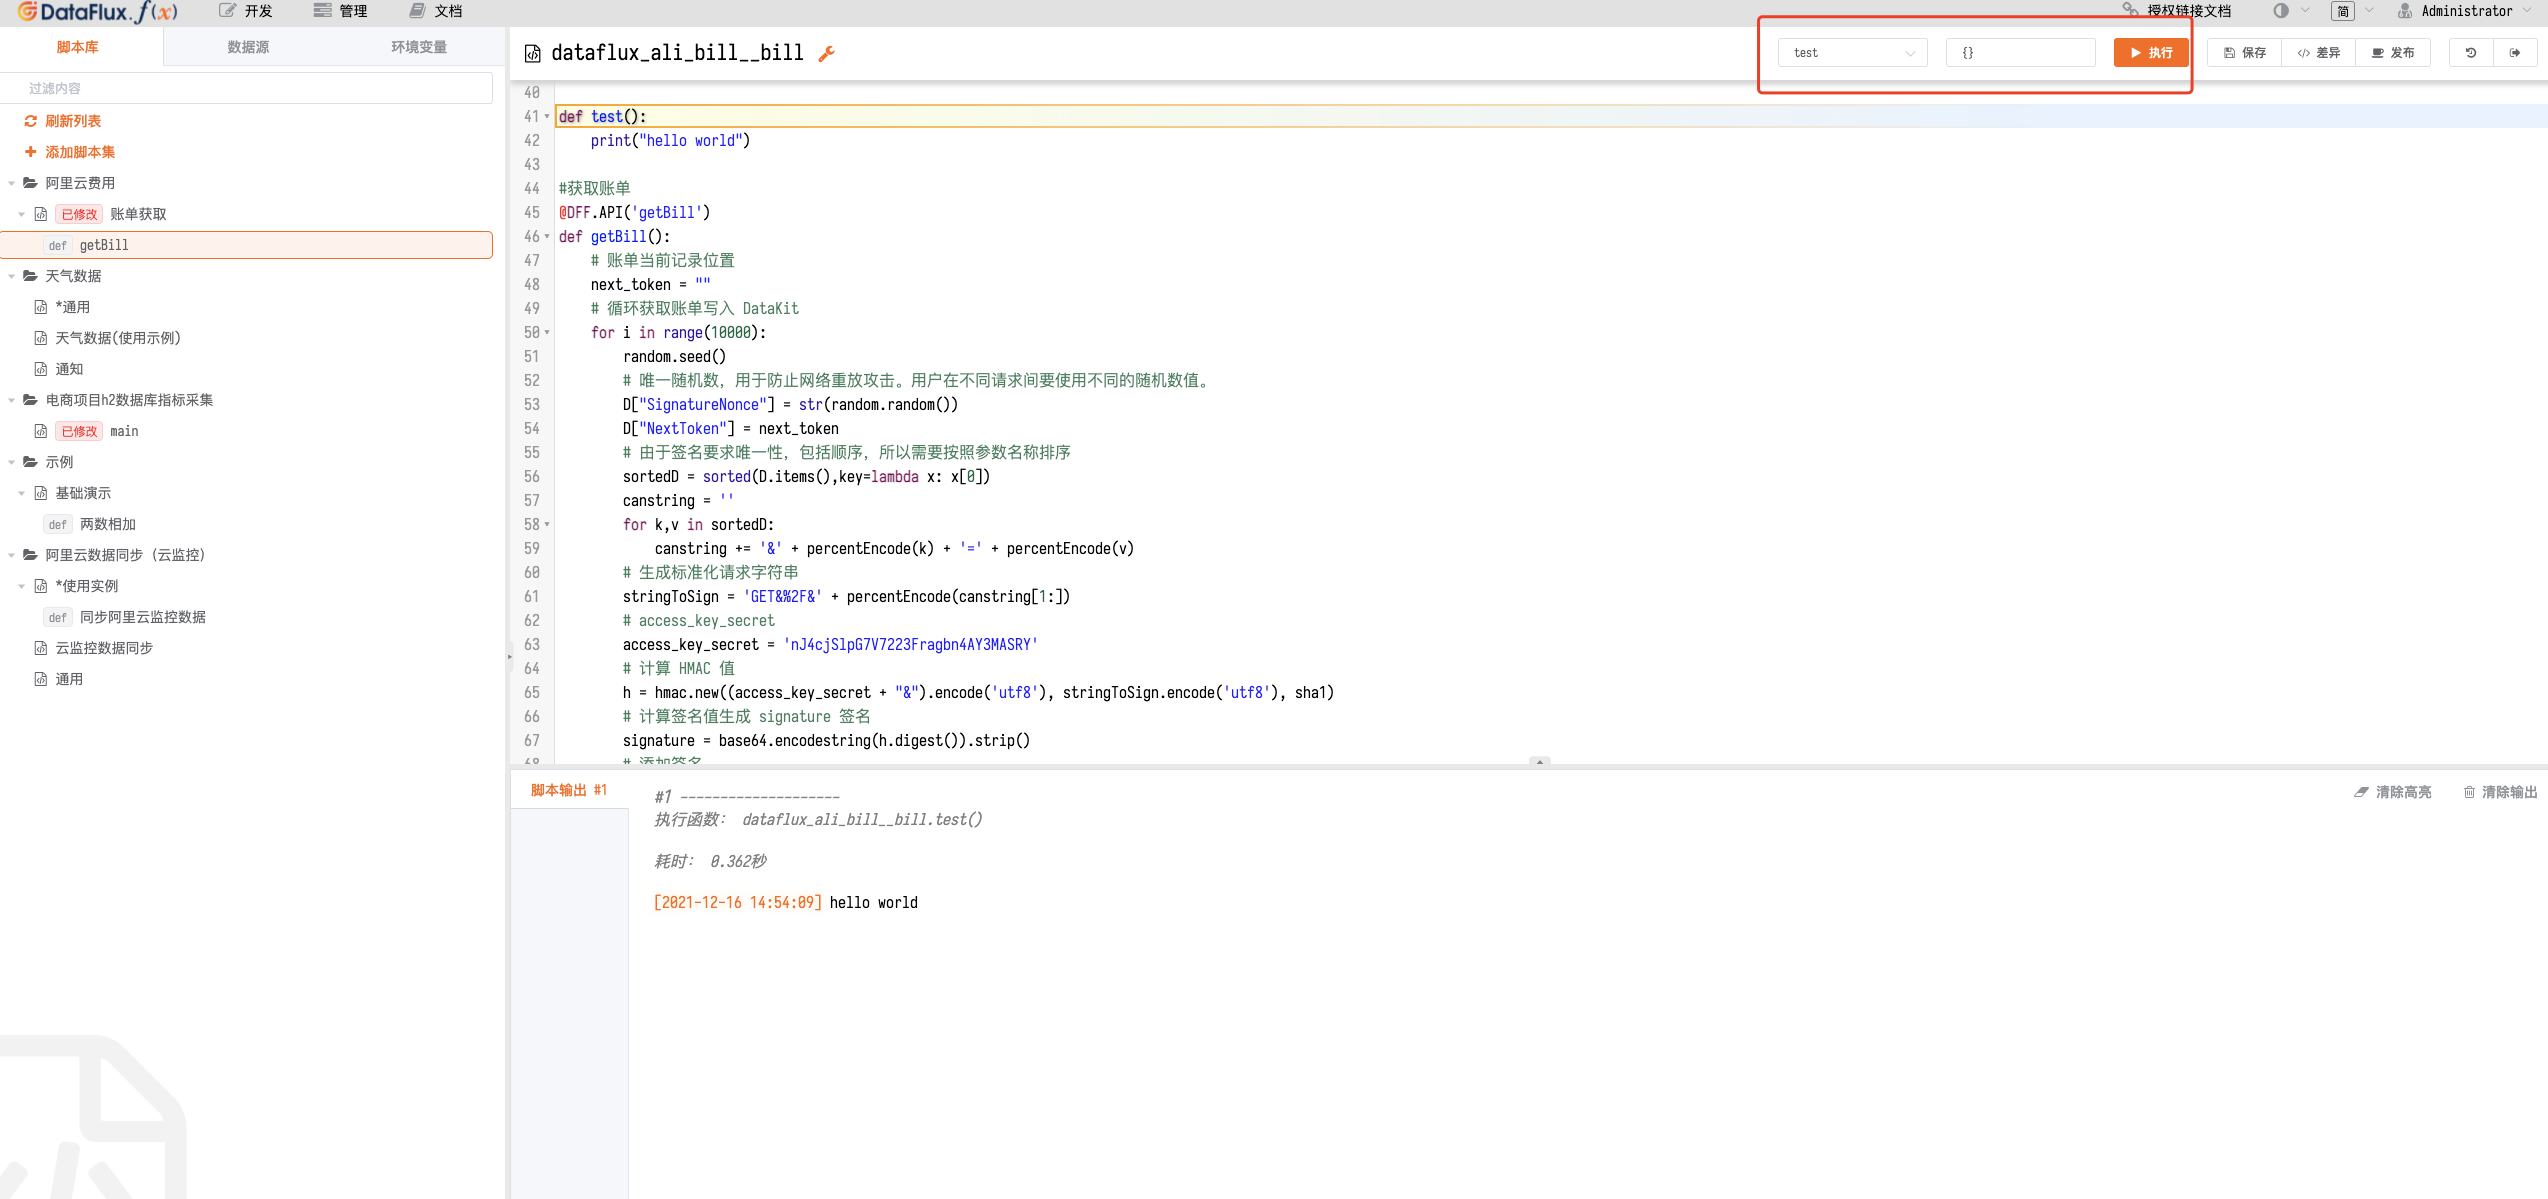 DataFlux.f(x)
开发
管理
文档
授权链接文档
简
Administrator
脚本库
数据源
环境变量
过滤内容
刷新列表
添加脚本集
阿里云费用
已修改 账单获取
def getBill
天气数据
*通用
天气数据(使用示例)
通知
电商项目h2数据库指标采集
已修改 main
示例
基础演示
def 两数相加
阿里云数据同步（云监控）
*使用实例
def 同步阿里云监控数据
云监控数据同步
通用
dataflux_ali_bill__bill
test
{}
执行
保存
差异
发布
40
41 def test():
42 print("hello world")
43
44 #获取账单
45 @DFF.API('getBill')
46 def getBill():
47 # 账单当前记录位置
48 next_token = ""
49 # 循环获取账单写入 DataKit
50 for i in range(10000):
51 random.seed()
52 # 唯一随机数，用于防止网络重放攻击。用户在不同请求间要使用不同的随机数值。
53 D["SignatureNonce"] = str(random.random())
54 D["NextToken"] = next_token
55 # 由于签名要求唯一性，包括顺序，所以需要按照参数名称排序
56 sortedD = sorted(D.items(),key=lambda x: x[0])
57 canstring = ''
58 for k,v in sortedD:
59 canstring += '&' + percentEncode(k) + '=' + percentEncode(v)
60 # 生成标准化请求字符串
61 stringToSign = 'GET&%2F&' + percentEncode(canstring[1:])
62 # access_key_secret
63 access_key_secret = 'nJ4cjSlpG7V7223Fragbn4AY3MASRY'
64 # 计算 HMAC 值
65 h = hmac.new((access_key_secret + "&").encode('utf8'), stringToSign.encode('utf8'), sha1)
66 # 计算签名值生成 signature 签名
67 signature = base64.encodestring(h.digest()).strip()
68 # 添加签名
脚本输出 #1
清除高亮
清除输出
#1 --------------------
执行函数： dataflux_ali_bill__bill.test()
耗时： 0.362秒
[2021-12-16 14:54:09] hello world